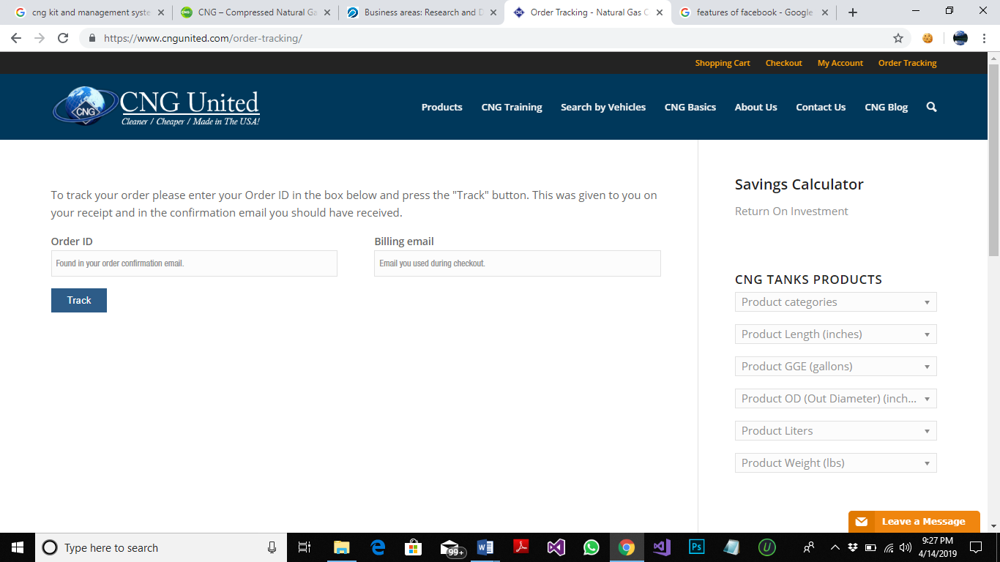 cng kit and management syste
CNG – Compressed Natural Ga
Business areas: Research and D
Order Tracking - Natural Gas C
features of facebook - Google
https://www.cngunited.com/order-tracking/
Shopping Cart Checkout My Account Order Tracking
CNG
CNG United
Cleaner / Cheaper / Made in The USA!
Products CNG Training Search by Vehicles CNG Basics About Us Contact Us CNG Blog
To track your order please enter your Order ID in the box below and press the "Track" button. This was given to you on
your receipt and in the confirmation email you should have received.
Order ID
Found in your order confirmation email.
Billing email
Email you used during checkout.
Track
Savings Calculator
Return On Investment
CNG TANKS PRODUCTS
Product categories
Product Length (inches)
Product GGE (gallons)
Product OD (Out Diameter) (inch...
Product Liters
Product Weight (lbs)
Leave a Message
Type here to search
99+
Ps
U
9:27 PM
4/14/2019